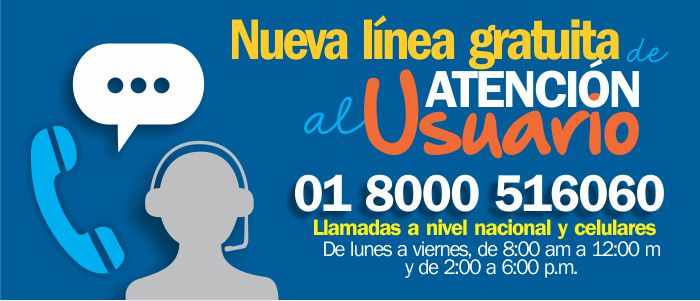 Nueva línea gratuita de
ATENCIÓN
al Usuario
01 8000 516060
Llamadas a nivel nacional y celulares
De lunes a viernes, de 8:00 am a 12:00 m
y de 2:00 a 6:00 p.m.